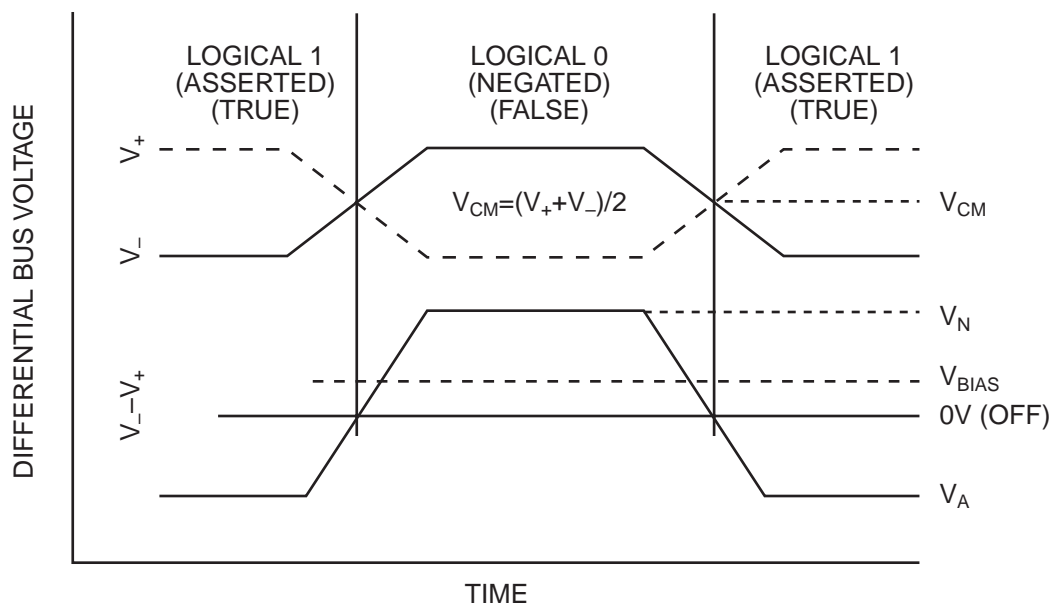 LOGICAL 1
(ASSERTED)
(TRUE)
LOGICAL 0
(NEGATED)
(FALSE)
LOGICAL 1
(ASSERTED)
(TRUE)
DIFFERENTIAL BUS VOLTAGE
V+
V–
V––V+
VCM=(V++V–)/2
VCM
VN
VBIAS
0V (OFF)
VA
TIME